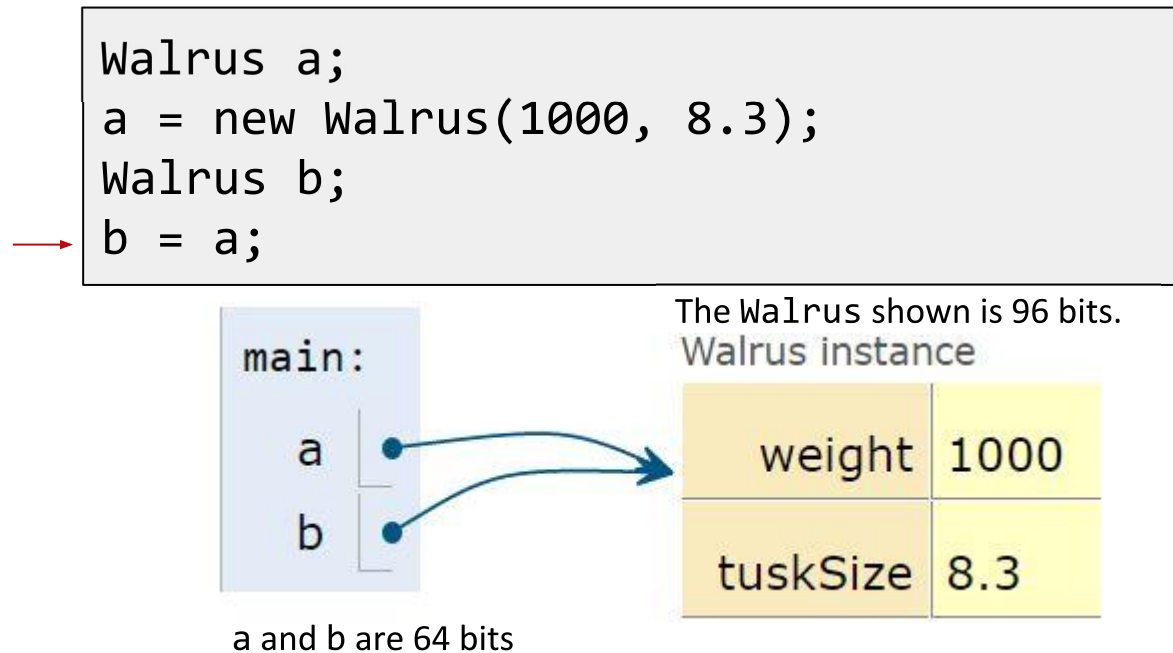 Walrus a;
a = new Walrus(1000, 8.3);
Walrus b;
b = a;
The Walrus shown is 96 bits.
Walrus instance
main:
a
b
weight 1000
tuskSize 8.3
a and b are 64 bits